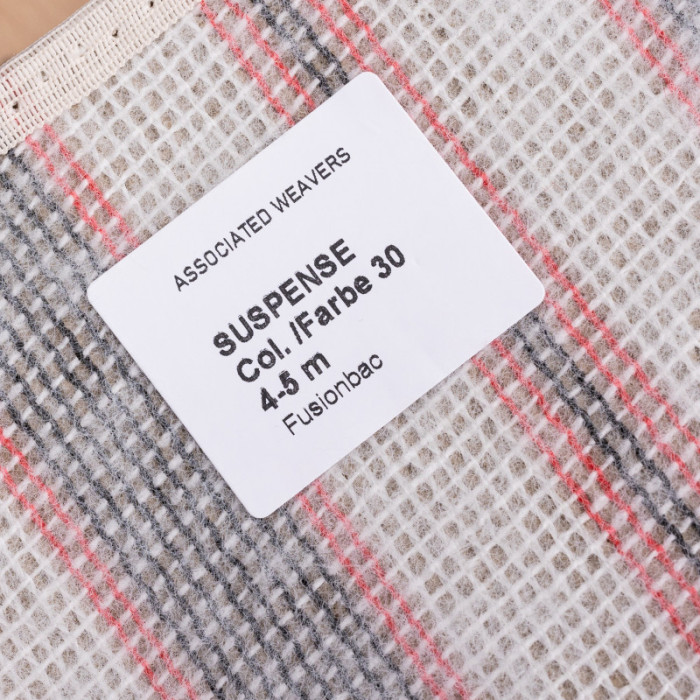 ASSOCIATED WEAVERS
SUSPENSE
Col. /Farbe 30
4-5 m
Fusionbac